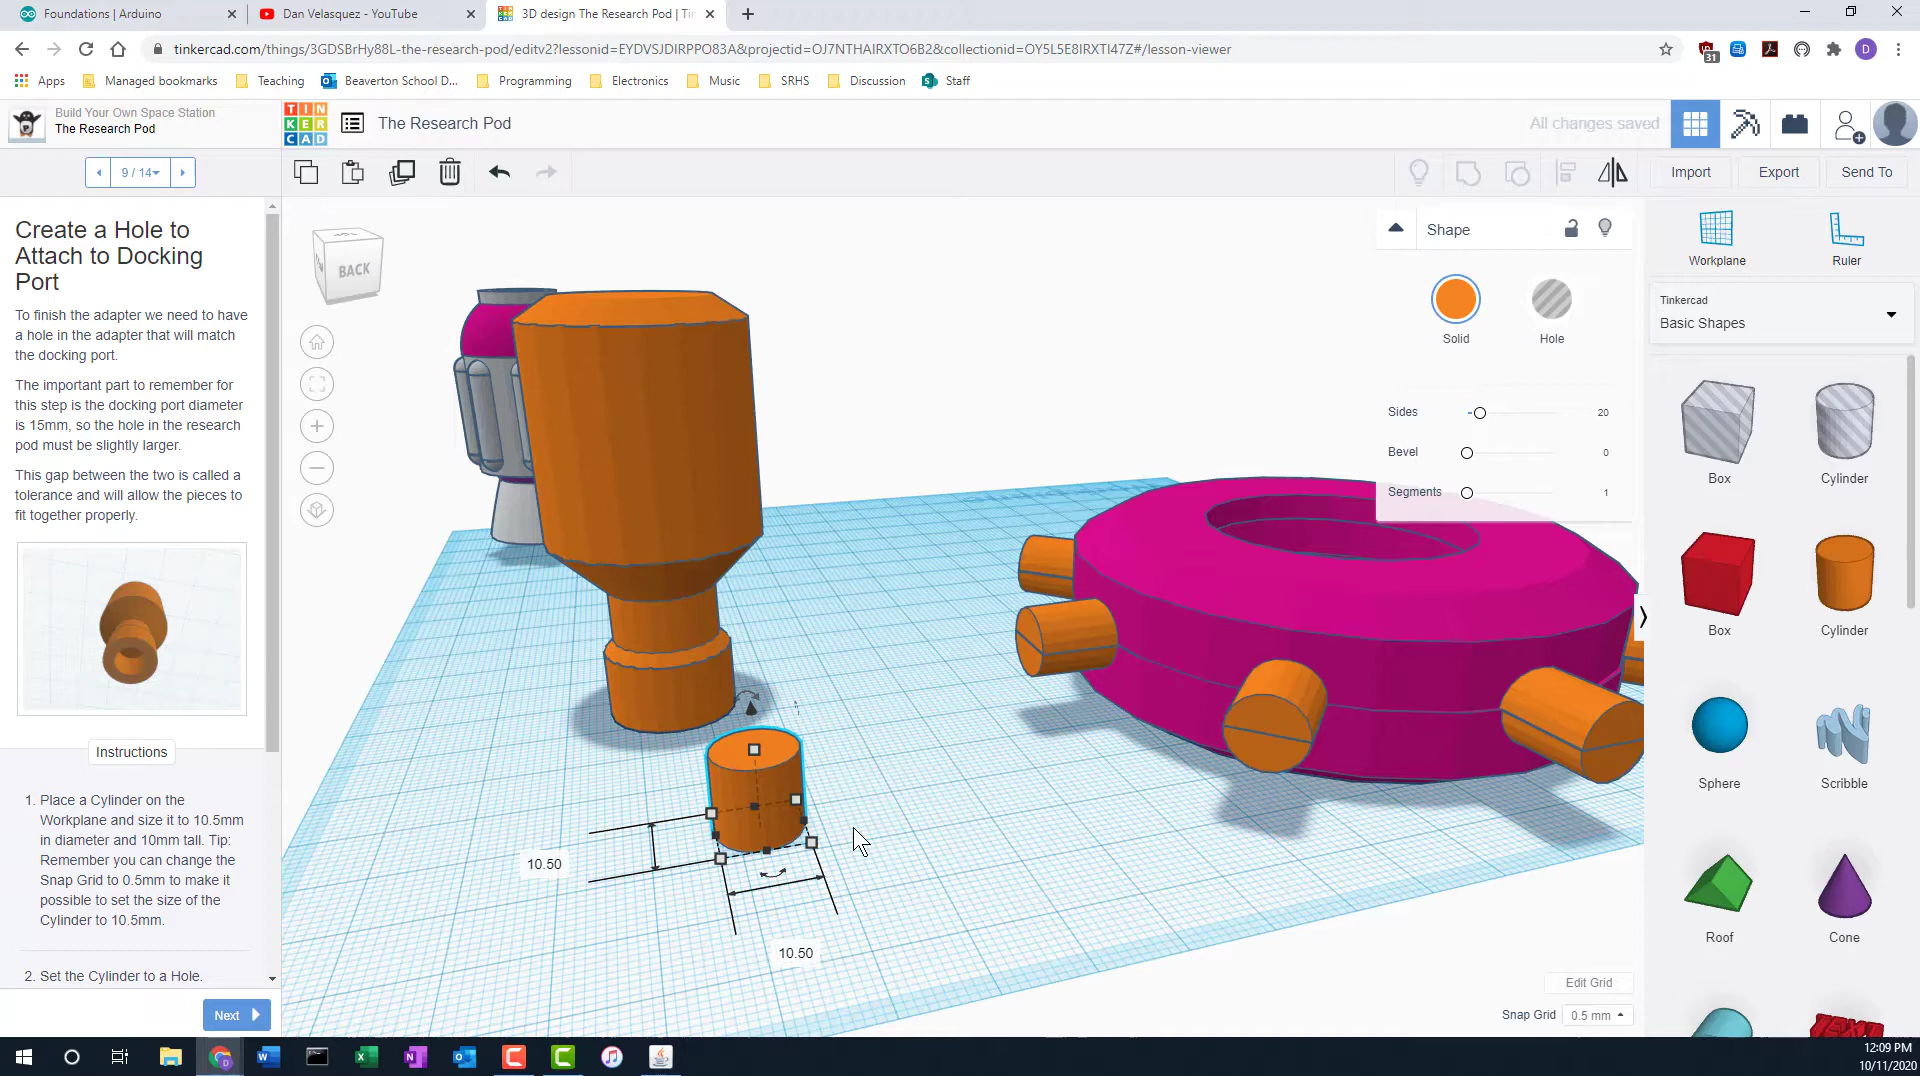 Foundations | Arduino
Dan Velasquez - YouTube
3D design The Research Pod | Tin
tinkercad.com/things/3GDSBrHy88L-the-research-pod/editv2?lessonid=EYDVSJDIRPPO83A&projectid=OJ7NTHAIRXTO6B2&collectionid=OY5L5E8IRXTI47Z#/lesson-viewer
31
D
Apps
Managed bookmarks
Teaching
Beaverton School D...
Programming
Electronics
Music
SRHS
Discussion
Staff
Build Your Own Space Station
The Research Pod
TIN
KER
CAD
The Research Pod
All changes saved
9 / 14
Import
Export
Send To
Create a Hole to
Attach to Docking
Port
To finish the adapter we need to have
a hole in the adapter that will match
the docking port.
The important part to remember for
this step is the docking port diameter
is 15mm, so the hole in the research
pod must be slightly larger.
This gap between the two is called a
tolerance and will allow the pieces to
fit together properly.
Instructions
1. Place a Cylinder on the
Workplane and size it to 10.5mm
in diameter and 10mm tall. Tip:
Remember you can change the
Snap Grid to 0.5mm to make it
possible to set the size of the
Cylinder to 10.5mm.
2. Set the Cylinder to a Hole.
Next
BACK
10.50
10.50
Shape
Solid
Hole
Sides
20
Bevel
0
Segments
1
Edit Grid
Snap Grid
0.5 mm
Workplane
Ruler
Tinkercad
Basic Shapes
Box
Cylinder
Box
Cylinder
Sphere
Scribble
Roof
Cone
12:09 PM
10/11/2020